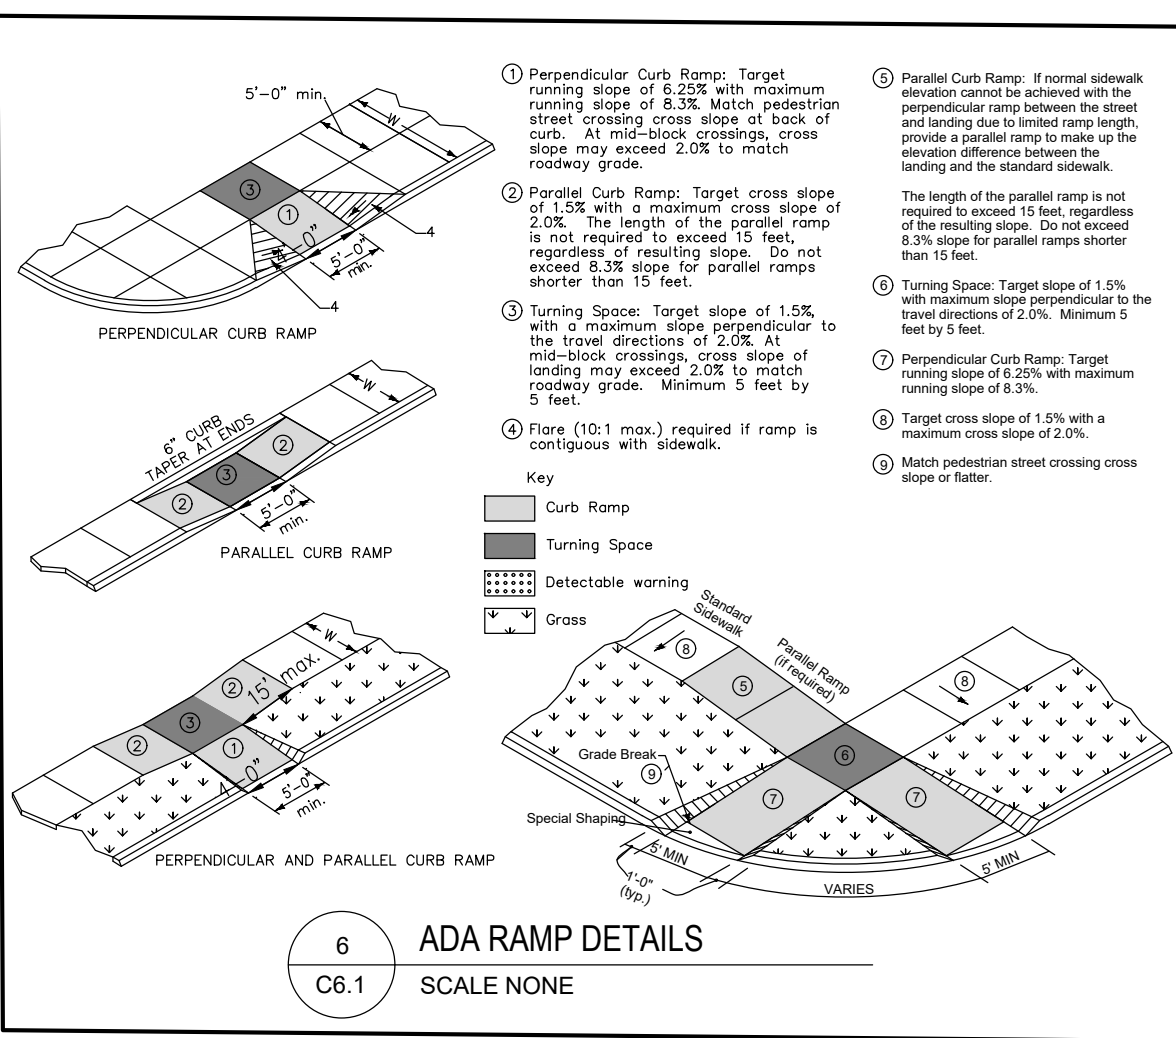 5'-0" min.
W
3
1
4'-0"
5'-0"
min.
4
4
PERPENDICULAR CURB RAMP
W
6" CURB
TAPER AT ENDS
2
3
2
5'-0"
min.
PARALLEL CURB RAMP
W
15' max.
2
3
2
1
4'-0"
5'-0"
min.
PERPENDICULAR AND PARALLEL CURB RAMP
1 Perpendicular Curb Ramp: Target
running slope of 6.25% with maximum
running slope of 8.3%. Match pedestrian
street crossing cross slope at back of
curb. At mid-block crossings, cross
slope may exceed 2.0% to match
roadway grade.
2 Parallel Curb Ramp: Target cross slope
of 1.5% with a maximum cross slope of
2.0%. The length of the parallel ramp
is not required to exceed 15 feet,
regardless of resulting slope. Do not
exceed 8.3% slope for parallel ramps
shorter than 15 feet.
3 Turning Space: Target slope of 1.5%,
with a maximum slope perpendicular to
the travel directions of 2.0%. At
mid-block crossings, cross slope of
landing may exceed 2.0% to match
roadway grade. Minimum 5 feet by
5 feet.
4 Flare (10:1 max.) required if ramp is
contiguous with sidewalk.
Key
Curb Ramp
Turning Space
Detectable warning
Grass
5 Parallel Curb Ramp: If normal sidewalk
elevation cannot be achieved with the
perpendicular ramp between the street
and landing due to limited ramp length,
provide a parallel ramp to make up the
elevation difference between the
landing and the standard sidewalk.
The length of the parallel ramp is not
required to exceed 15 feet, regardless
of the resulting slope. Do not exceed
8.3% slope for parallel ramps shorter
than 15 feet.
6 Turning Space: Target slope of 1.5%
with maximum slope perpendicular to the
travel directions of 2.0%. Minimum 5
feet by 5 feet.
7 Perpendicular Curb Ramp: Target
running slope of 6.25% with maximum
running slope of 8.3%.
8 Target cross slope of 1.5% with a
maximum cross slope of 2.0%.
9 Match pedestrian street crossing cross
slope or flatter.
Standard
Sidewalk
Parallel Ramp
(if required)
8
5
8
6
Grade Break
9
7
7
Special Shaping
5' MIN
1'-0"
(typ.)
VARIES
5' MIN
6
C6.1
ADA RAMP DETAILS
SCALE NONE